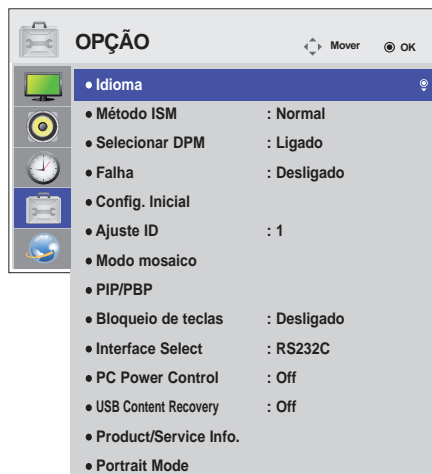 OPÇÃO Mover OK
• Idioma
• Método ISM : Normal
• Selecionar DPM : Ligado
• Falha : Desligado
• Config. Inicial
• Ajuste ID : 1
• Modo mosaico
• PIP/PBP
• Bloqueio de teclas : Desligado
• Interface Select : RS232C
• PC Power Control : Off
• USB Content Recovery : Off
• Product/Service Info.
• Portrait Mode